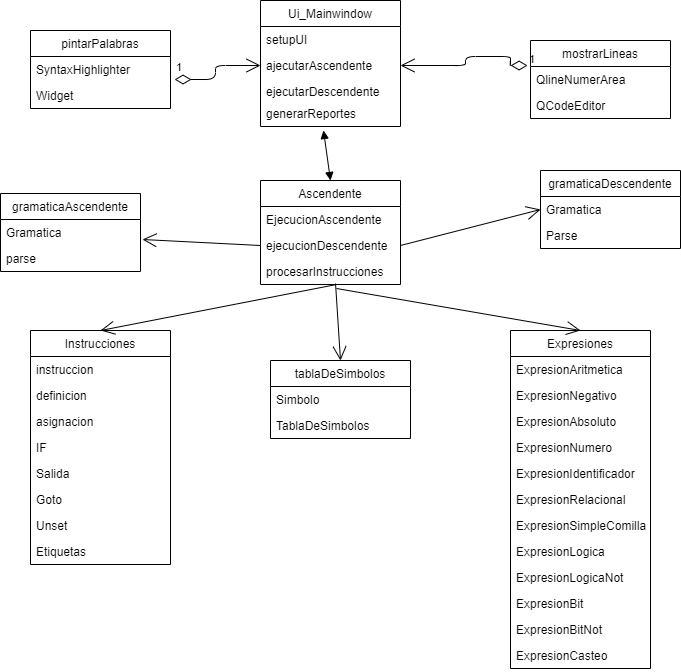 Ui_Mainwindow
setupUI
ajecutarAscendente
ejecutarDescendente
generarReportes
pintarPalabras
SyntaxHighlighter
Widget
1
mostrarLineas
QlineNumerArea
QCodeEditor
1
Ascendente
EjecucionAscendente
ejecucionDescendente
procesarInstrucciones
gramaticaAscendente
Gramatica
parse
gramaticaDescendente
Gramatica
Parse
Instrucciones
instruccion
definicion
asignacion
IF
Salida
Goto
Unset
Etiquetas
tablaDeSimbolos
Simbolo
TablaDeSimbolos
Expresiones
ExpresionAritmetica
ExpresionNegativo
ExpresionAbsoluto
ExpresionNumero
ExpresionIdentificador
ExpresionRelacional
ExpresionSimpleComilla
ExpresionLogica
ExpresionLogicaNot
ExpresionBit
ExpresionBitNot
ExpresionCasteo